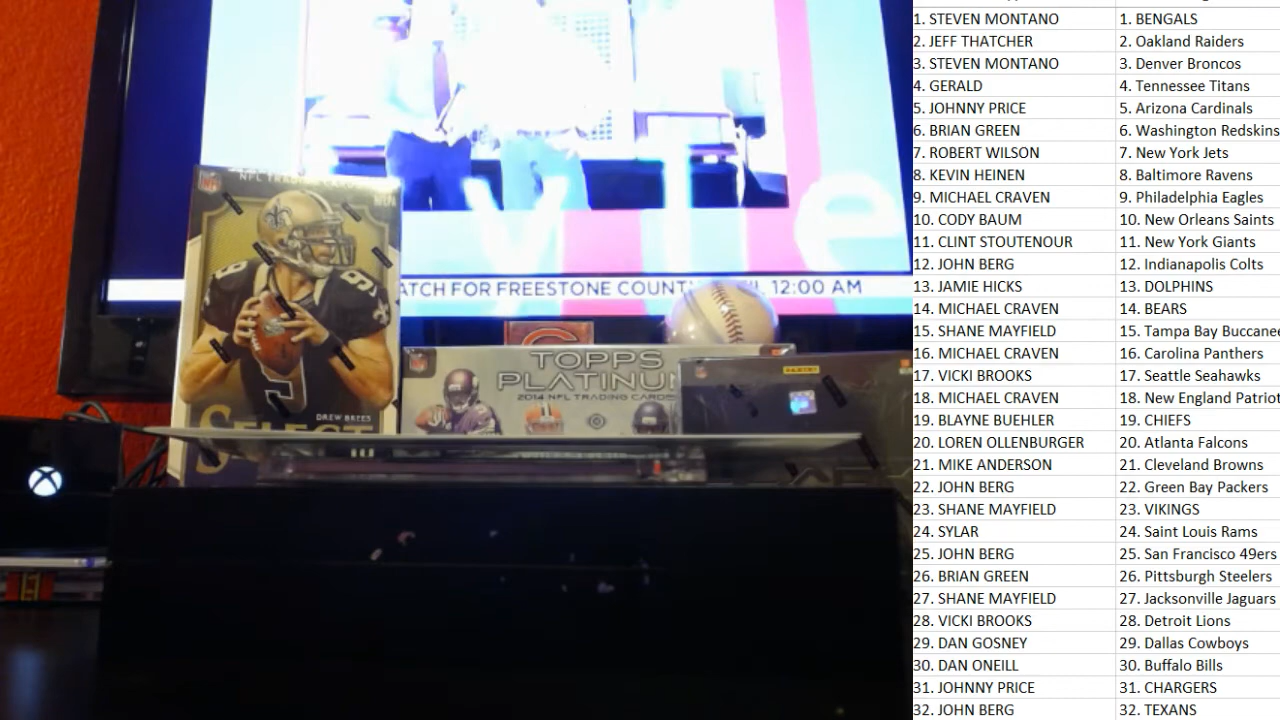 NFL TRADING CARDS
DREW BREES
SELECT
vie
ATCH FOR FREESTONE COUNTY 12:00 AM
TOPPS
PLATINUM
2014 NFL TRADING CARDS
PANINI
1. STEVEN MONTANO 1. BENGALS
2. JEFF THATCHER 2. Oakland Raiders
3. STEVEN MONTANO 3. Denver Broncos
4. GERALD 4. Tennessee Titans
5. JOHNNY PRICE 5. Arizona Cardinals
6. BRIAN GREEN 6. Washington Redskins
7. ROBERT WILSON 7. New York Jets
8. KEVIN HEINEN 8. Baltimore Ravens
9. MICHAEL CRAVEN 9. Philadelphia Eagles
10. CODY BAUM 10. New Orleans Saints
11. CLINT STOUTENOUR 11. New York Giants
12. JOHN BERG 12. Indianapolis Colts
13. JAMIE HICKS 13. DOLPHINS
14. MICHAEL CRAVEN 14. BEARS
15. SHANE MAYFIELD 15. Tampa Bay Buccanee
16. MICHAEL CRAVEN 16. Carolina Panthers
17. VICKI BROOKS 17. Seattle Seahawks
18. MICHAEL CRAVEN 18. New England Patriot
19. BLAYNE BUEHLER 19. CHIEFS
20. LOREN OLLENBURGER 20. Atlanta Falcons
21. MIKE ANDERSON 21. Cleveland Browns
22. JOHN BERG 22. Green Bay Packers
23. SHANE MAYFIELD 23. VIKINGS
24. SYLAR 24. Saint Louis Rams
25. JOHN BERG 25. San Francisco 49ers
26. BRIAN GREEN 26. Pittsburgh Steelers
27. SHANE MAYFIELD 27. Jacksonville Jaguars
28. VICKI BROOKS 28. Detroit Lions
29. DAN GOSNEY 29. Dallas Cowboys
30. DAN ONEILL 30. Buffalo Bills
31. JOHNNY PRICE 31. CHARGERS
32. JOHN BERG 32. TEXANS